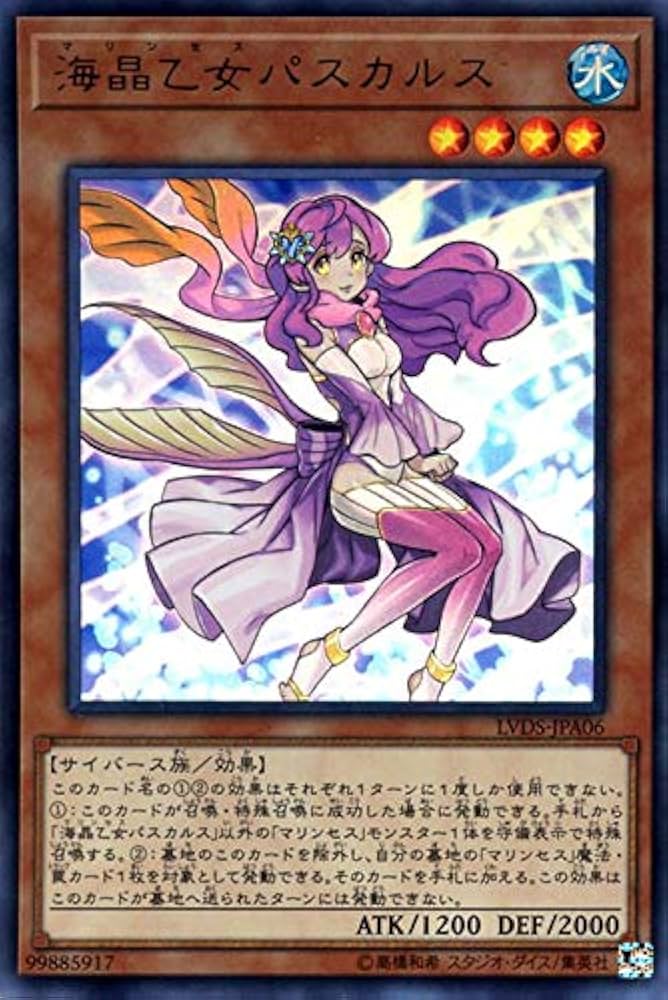 マリンセス
海晶乙女パスカルス
水
LVDS-JPA06
【サイバース族/効果】
このカード名の①②の効果はそれぞれ1ターンに1度しか使用できない。
①:このカードが召喚・特殊召喚に成功した場合に発動できる。手札から
「海晶乙女パスカルス」以外の「マリンセス」モンスター1体を守備表示で特殊
召喚する。②:墓地のこのカードを除外し、自分の墓地の「マリンセス」魔法・
罠カード1枚を対象として発動できる。そのカードを手札に加える。この効果は
このカードが墓地へ送られたターンには発動できない。
ATK/1200 DEF/2000
99885917 ©高橋和希 スタジオ・ダイス/集英社